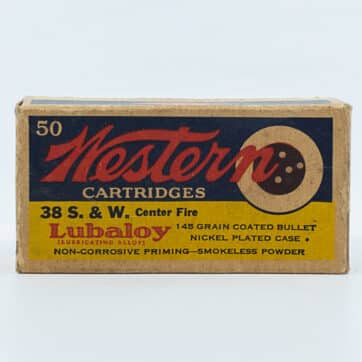 50
Western
CARTRIDGES
38 S. & W. Center Fire
Lubaloy 145 GRAIN COATED BULLET
(LUBRICATING ALLOY) NICKEL PLATED CASE
NON-CORROSIVE PRIMING—SMOKELESS POWDER